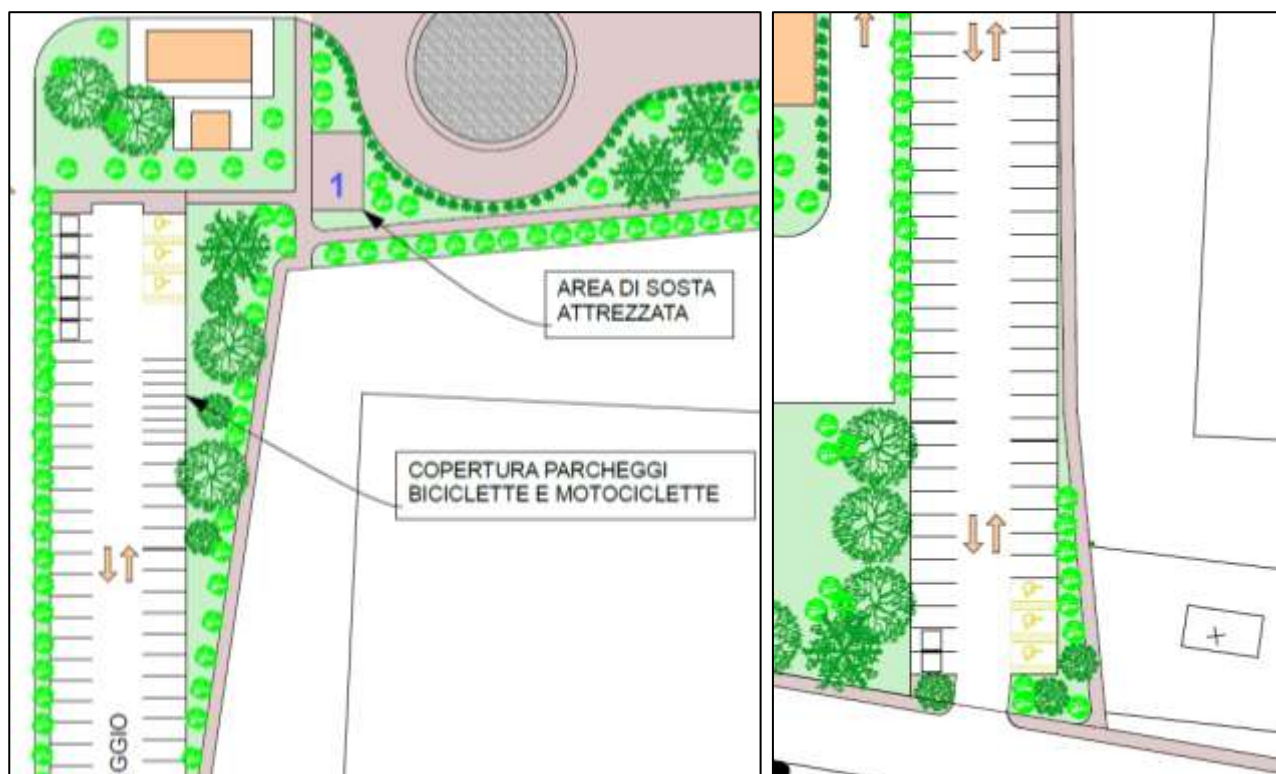 1
AREA DI SOSTA
ATTREZZATA
COPERTURA PARCHEGGI
BICICLETTE E MOTOCICLETTE
GGIO